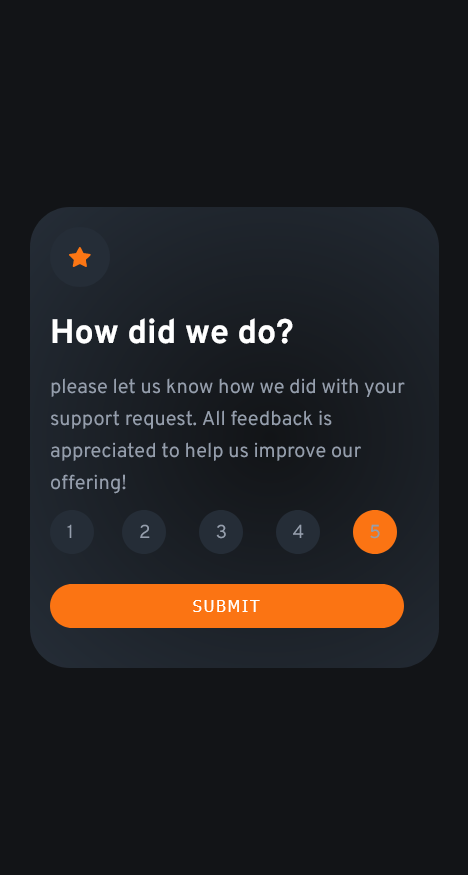 How did we do?
please let us know how we did with your
support request. All feedback is
appreciated to help us improve our
offering!
1 2 3 4 5
SUBMIT